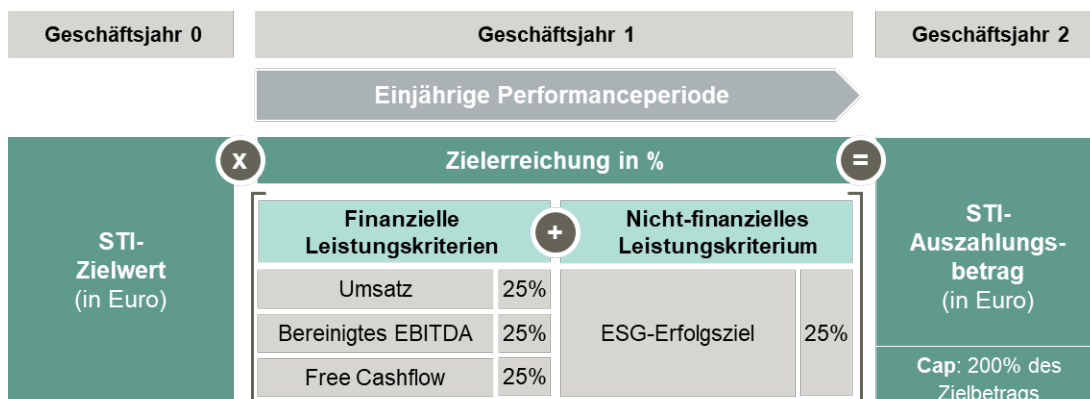 Geschäftsjahr 0
Geschäftsjahr 1
Geschäftsjahr 2
Einjährige Performanceperiode
x
Zielerreichung in %
=
STI-
Zielwert
(in Euro)
Finanzielle
Leistungskriterien
+
Nicht-finanzielles
Leistungskriterium
Umsatz
25%
Bereinigtes EBITDA
25%
Free Cashflow
25%
ESG-Erfolgsziel
25%
STI-
Auszahlungs-
betrag
(in Euro)
Cap: 200% des
Zielbetrags